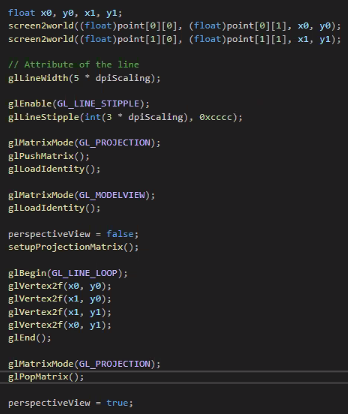 float x0, y0, x1, y1;
screen2world((float)point[0][0], (float)point[0][1], x0, y0);
screen2world((float)point[1][0], (float)point[1][1], x1, y1);
// Attribute of the line
glLineWidth(5 * dpiScaling);
glEnable(GL_LINE_STIPPLE);
glLineStipple(int(3 * dpiScaling), 0xcccc);
glMatrixMode(GL_PROJECTION);
glPushMatrix();
glLoadIdentity();
glMatrixMode(GL_MODELVIEW);
glLoadIdentity();
perspectiveView = false;
setupProjectionMatrix();
glBegin(GL_LINE_LOOP);
glVertex2f(x0, y0);
glVertex2f(x1, y0);
glVertex2f(x1, y1);
glVertex2f(x0, y1);
glEnd();
glMatrixMode(GL_PROJECTION);
glPopMatrix();
perspectiveView = true;